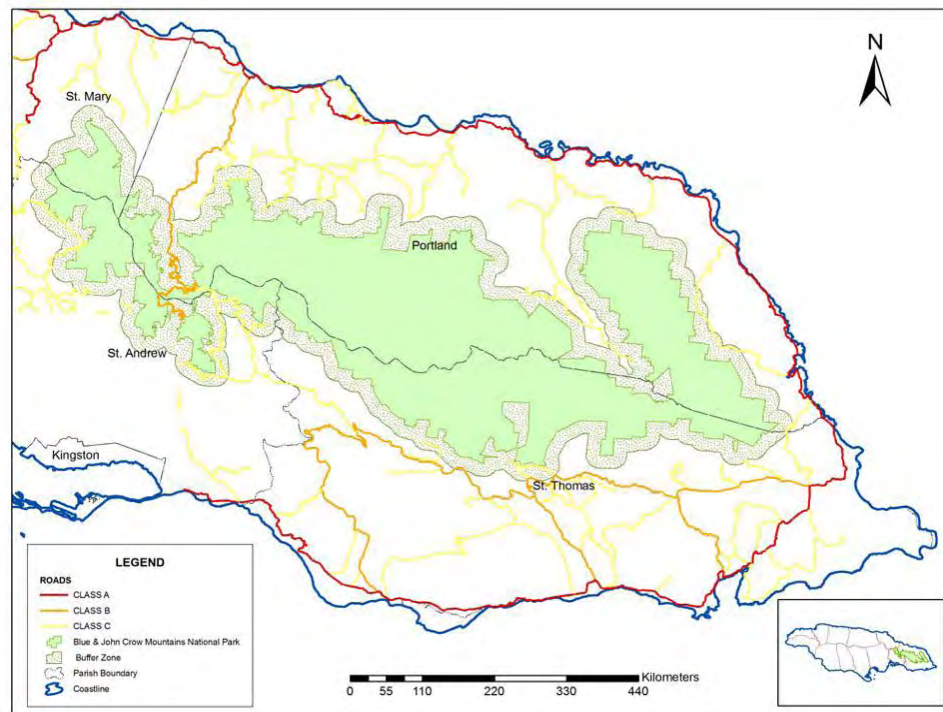 N
St. Mary
Portland
St. Andrew
Kingston
St. Thomas
LEGEND
ROADS
CLASS A
CLASS B
CLASS C
Blue & John Crow Mountains National Park
Buffer Zone
Parish Boundary
Coastline
Kilometers
0 55 110 220 330 440